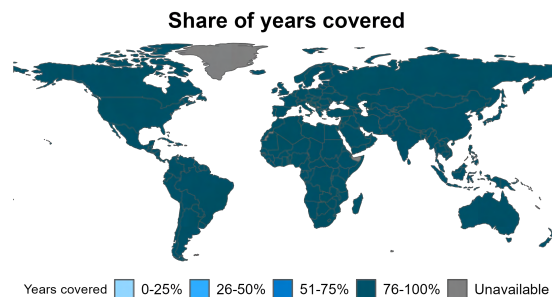 Share of years covered
Years covered 0-25% 26-50% 51-75% 76-100% Unavailable